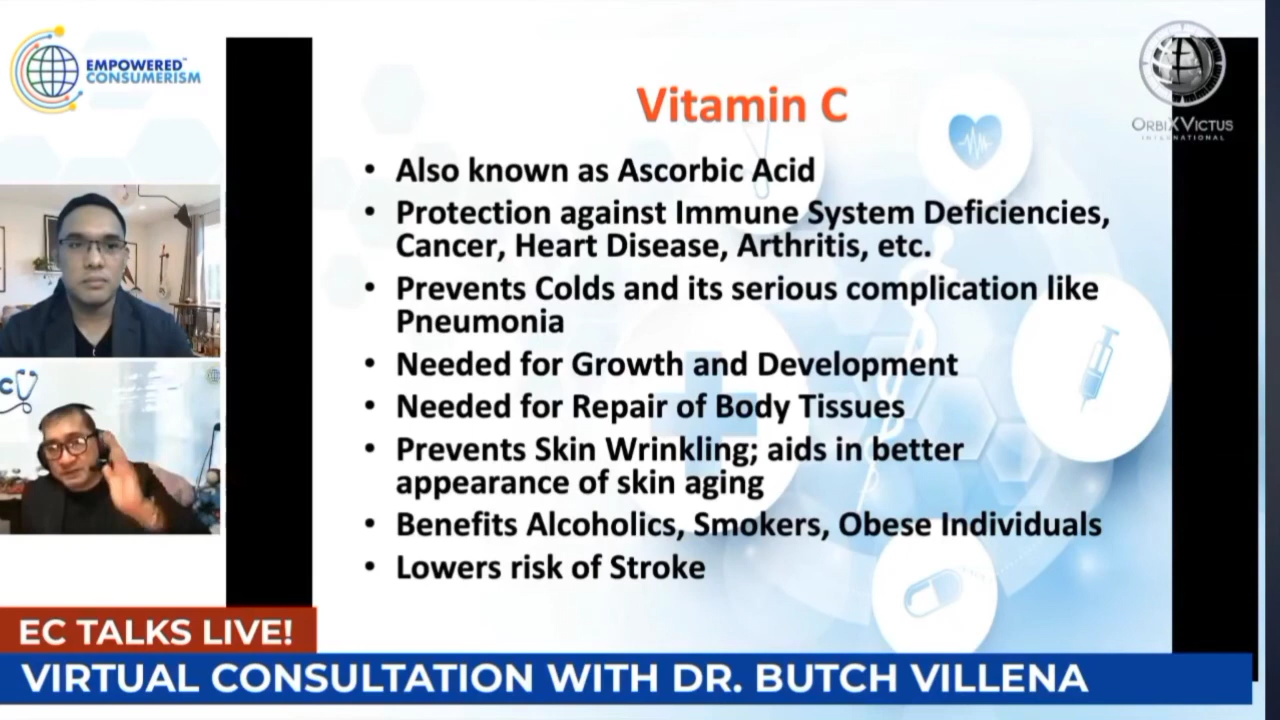 EMPOWERED™
CONSUMERISM
ORBIXVICTUS
INTERNATIONAL
Vitamin C
• Also known as Ascorbic Acid
• Protection against Immune System Deficiencies,
Cancer, Heart Disease, Arthritis, etc.
• Prevents Colds and its serious complication like
Pneumonia
• Needed for Growth and Development
• Needed for Repair of Body Tissues
• Prevents Skin Wrinkling; aids in better
appearance of skin aging
• Benefits Alcoholics, Smokers, Obese Individuals
• Lowers risk of Stroke
EC TALKS LIVE!
VIRTUAL CONSULTATION WITH DR. BUTCH VILLENA